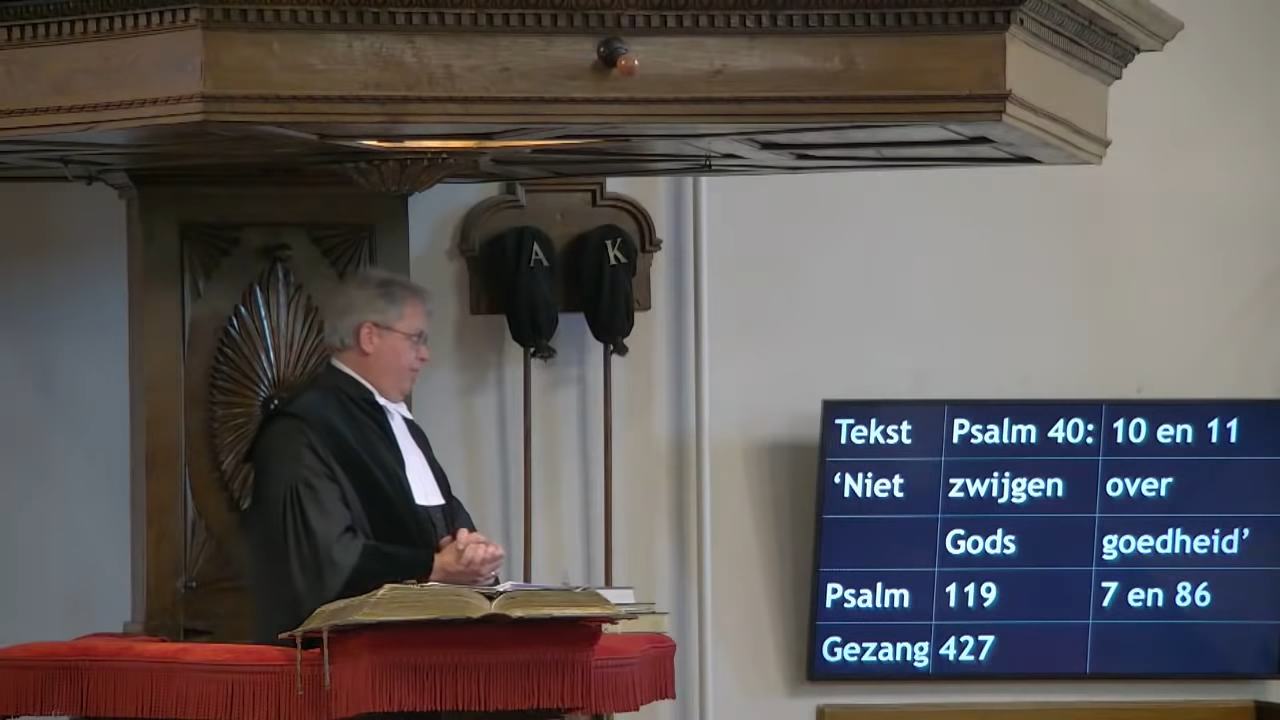 A K
Tekst Psalm 40: 10 en 11
‘Niet zwijgen over
Gods goedheid’
Psalm 119 7 en 86
Gezang 427